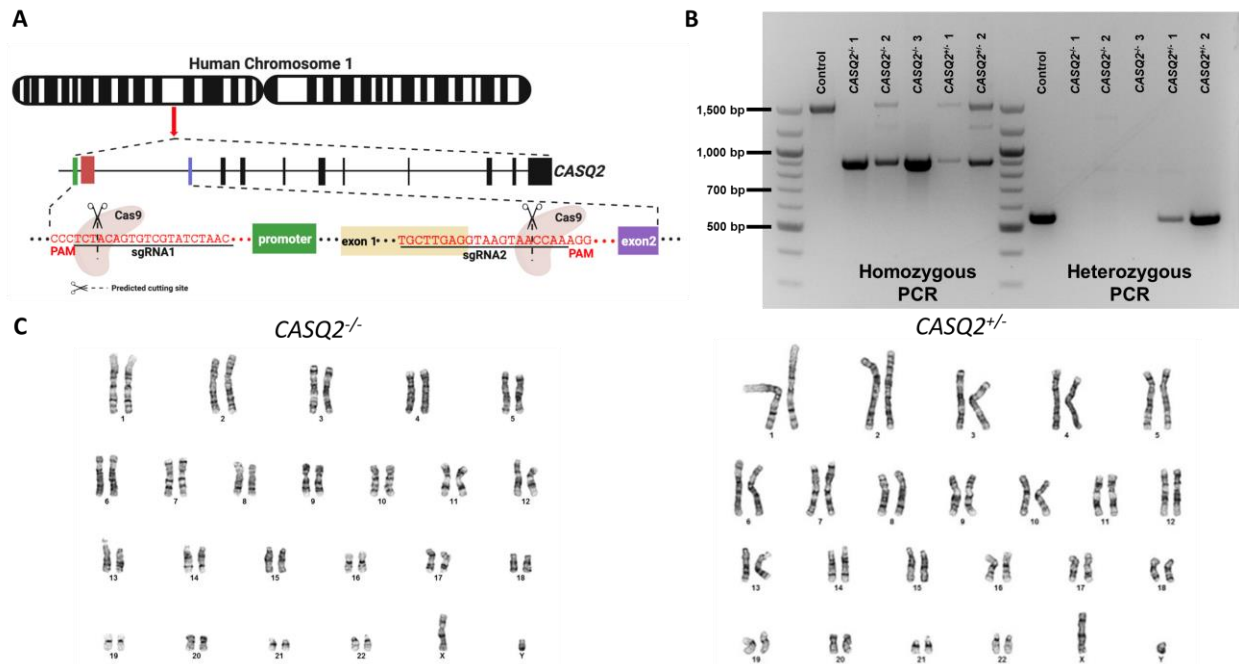 A
Human Chromosome 1
CASQ2
Cas9
Cas9
CCCTCTACAGTGTCGTATCTAAC
promoter
exon 1
TGCTTGAGGTAAGTAACCAAAGG
exon2
PAM
sgRNA1
sgRNA2
PAM
Predicted cutting site
B
Control
CASQ2-/- 1
CASQ2-/- 2
CASQ2-/- 3
CASQ2+/- 1
CASQ2+/- 2
Control
CASQ2-/- 1
CASQ2-/- 2
CASQ2-/- 3
CASQ2+/- 1
CASQ2+/- 2
1,500 bp
1,000 bp
700 bp
500 bp
Homozygous
PCR
Heterozygous
PCR
C
CASQ2-/-
1 2 3 4 5
6 7 8 9 10 11 12
13 14 15 16 17 18
19 20 21 22 X Y
CASQ2+/-
1 2 3 4 5
6 7 8 9 10 11 12
13 14 15 16 17 18
19 20 21 22 X Y